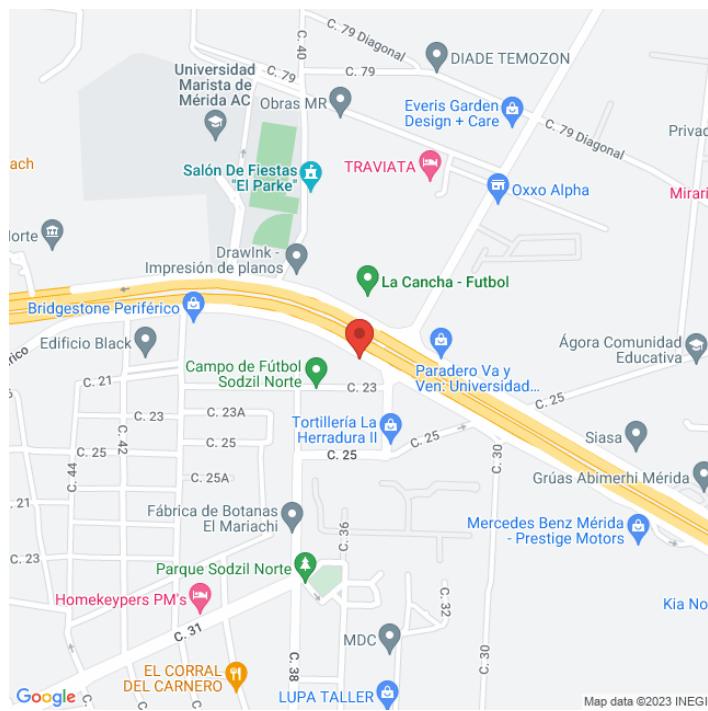 C. 40
C. 79 Diagonal
DIADE TEMOZON
Universidad
Marista de
Mérida AC
C. 79
C. 79
Obras MR
Everis Garden
Design + Care
C. 79 Diagonal
Privad
ach
TRAVIATA
Salón De Fiestas
"El Parke"
Oxxo Alpha
Mirari
Norte
DrawInk -
Impresión de planos
La Cancha - Futbol
Bridgestone Periférico
Edificio Black
érico
Paradero Va y
Ven: Universidad...
Ágora Comunidad
Educativa
Campo de Fútbol
Sodzil Norte
C. 21
C. 23
C. 23
C. 23A
C. 25
Tortillería La
Herradura II
C. 42
C. 44
C. 25
C. 25
C. 25
C. 25
C. 30
Siasa
C. 25A
Grúas Abimerhi Mérida
. 21
Fábrica de Botanas
El Mariachi
C. 36
Mercedes Benz Mérida
- Prestige Motors
C. 23
Parque Sodzil Norte
Homekeypers PM's
C. 32
Kia No
C. 31
MDC
C. 30
C. 38
EL CORRAL
DEL CARNERO
LUPA TALLER
Google
Map data ©2023 INEGI